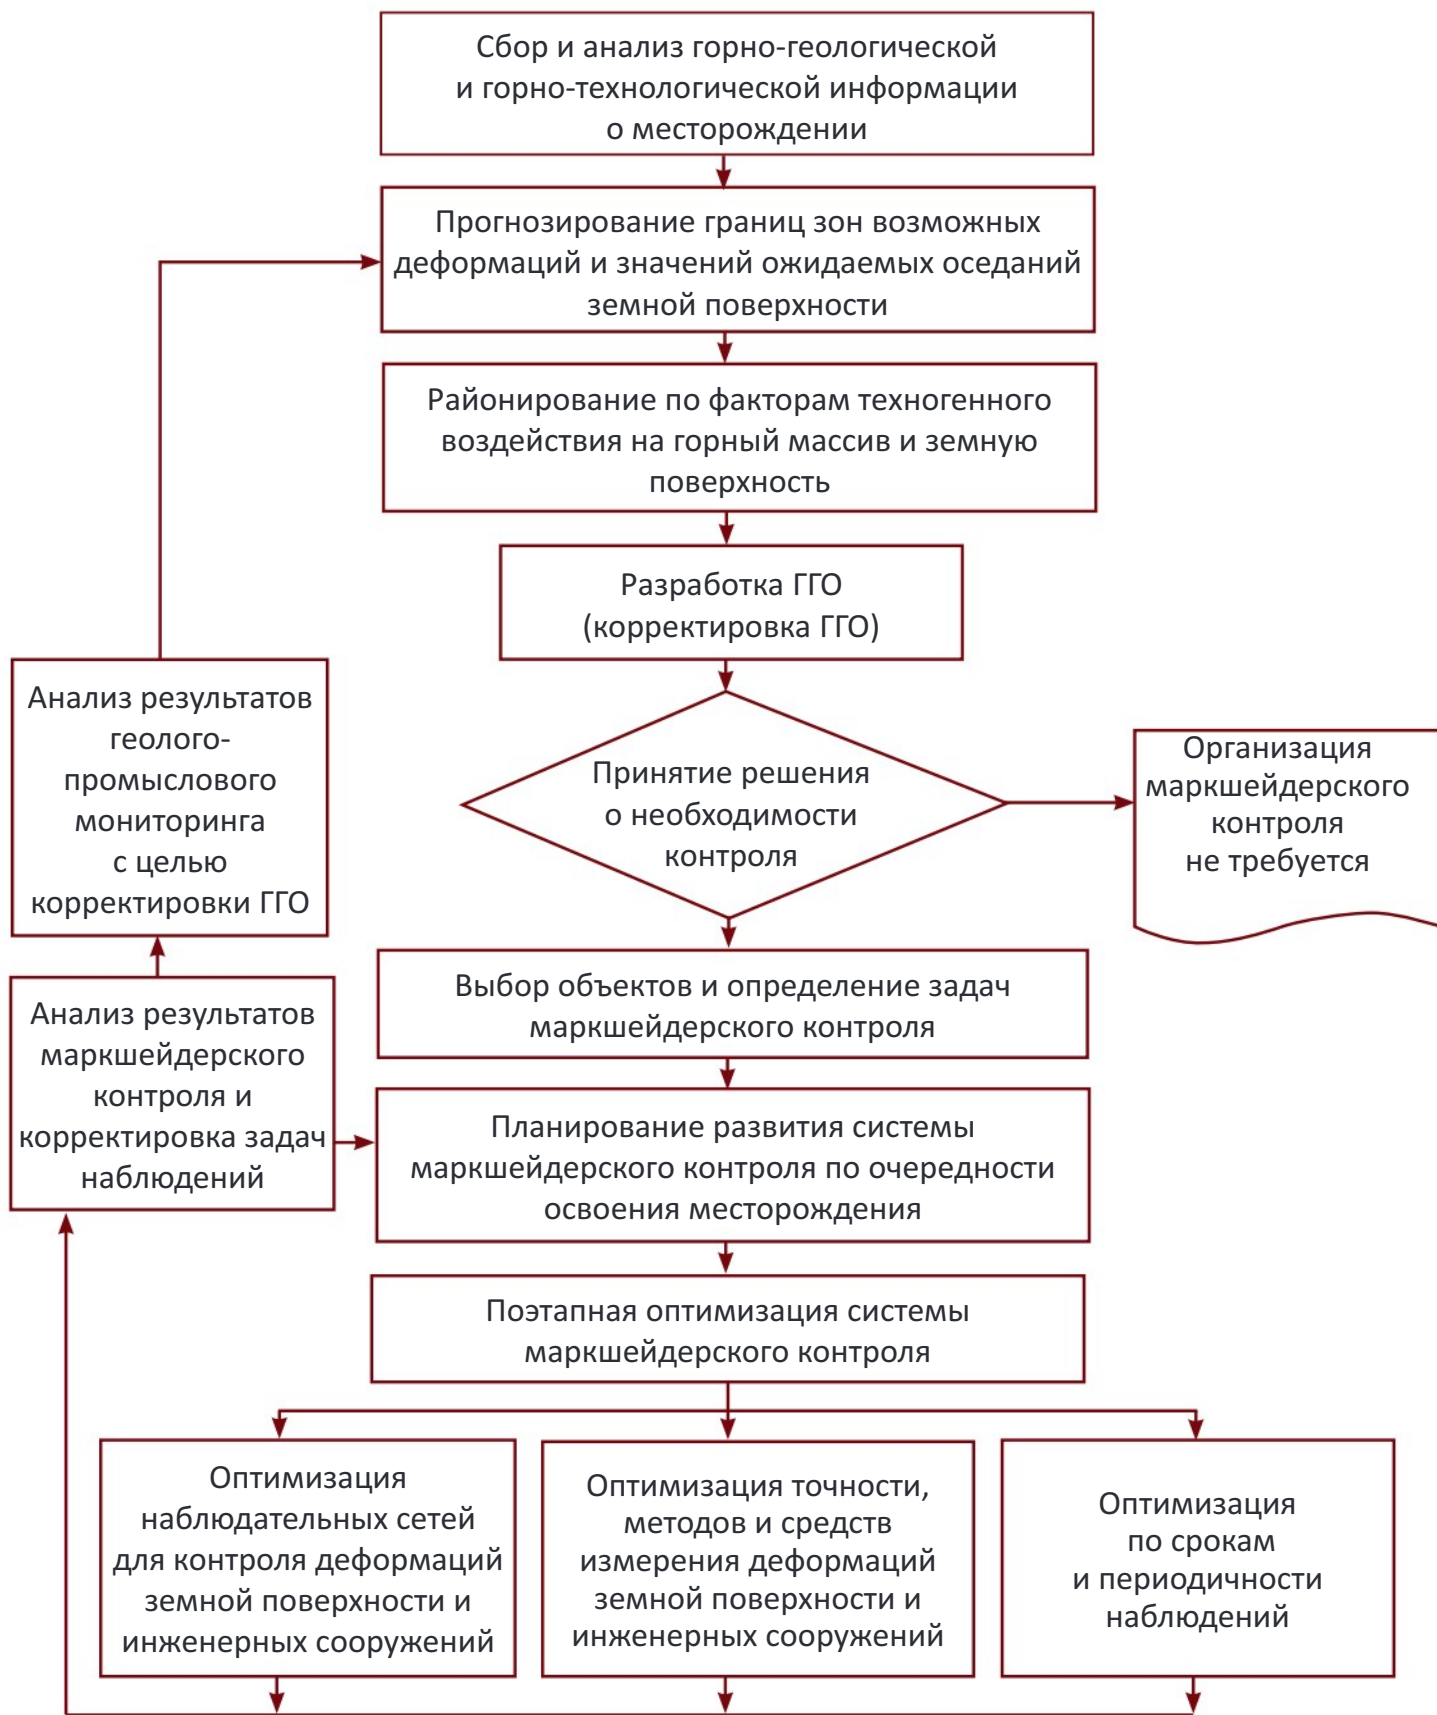 Сбор и анализ горно-геологической
и горно-технологической информации
о месторождении
Прогнозирование границ зон возможных
деформаций и значений ожидаемых оседаний
земной поверхности
Районирование по факторам техногенного
воздействия на горный массив и земную
поверхность
Разработка ГГО
(корректировка ГГО)
Принятие решения
о необходимости
контроля
Организация
маркшейдерского
контроля
не требуется
Анализ результатов
геолого-
промыслового
мониторинга
с целью
корректировки ГГО
Анализ результатов
маркшейдерского
контроля и
корректировка задач
наблюдений
Выбор объектов и определение задач
маркшейдерского контроля
Планирование развития системы
маркшейдерского контроля по очередности
освоения месторождения
Поэтапная оптимизация системы
маркшейдерского контроля
Оптимизация
наблюдательных сетей
для контроля деформаций
земной поверхности и
инженерных сооружений
Оптимизация точности,
методов и средств
измерения деформаций
земной поверхности и
инженерных сооружений
Оптимизация
по срокам
и периодичности
наблюдений